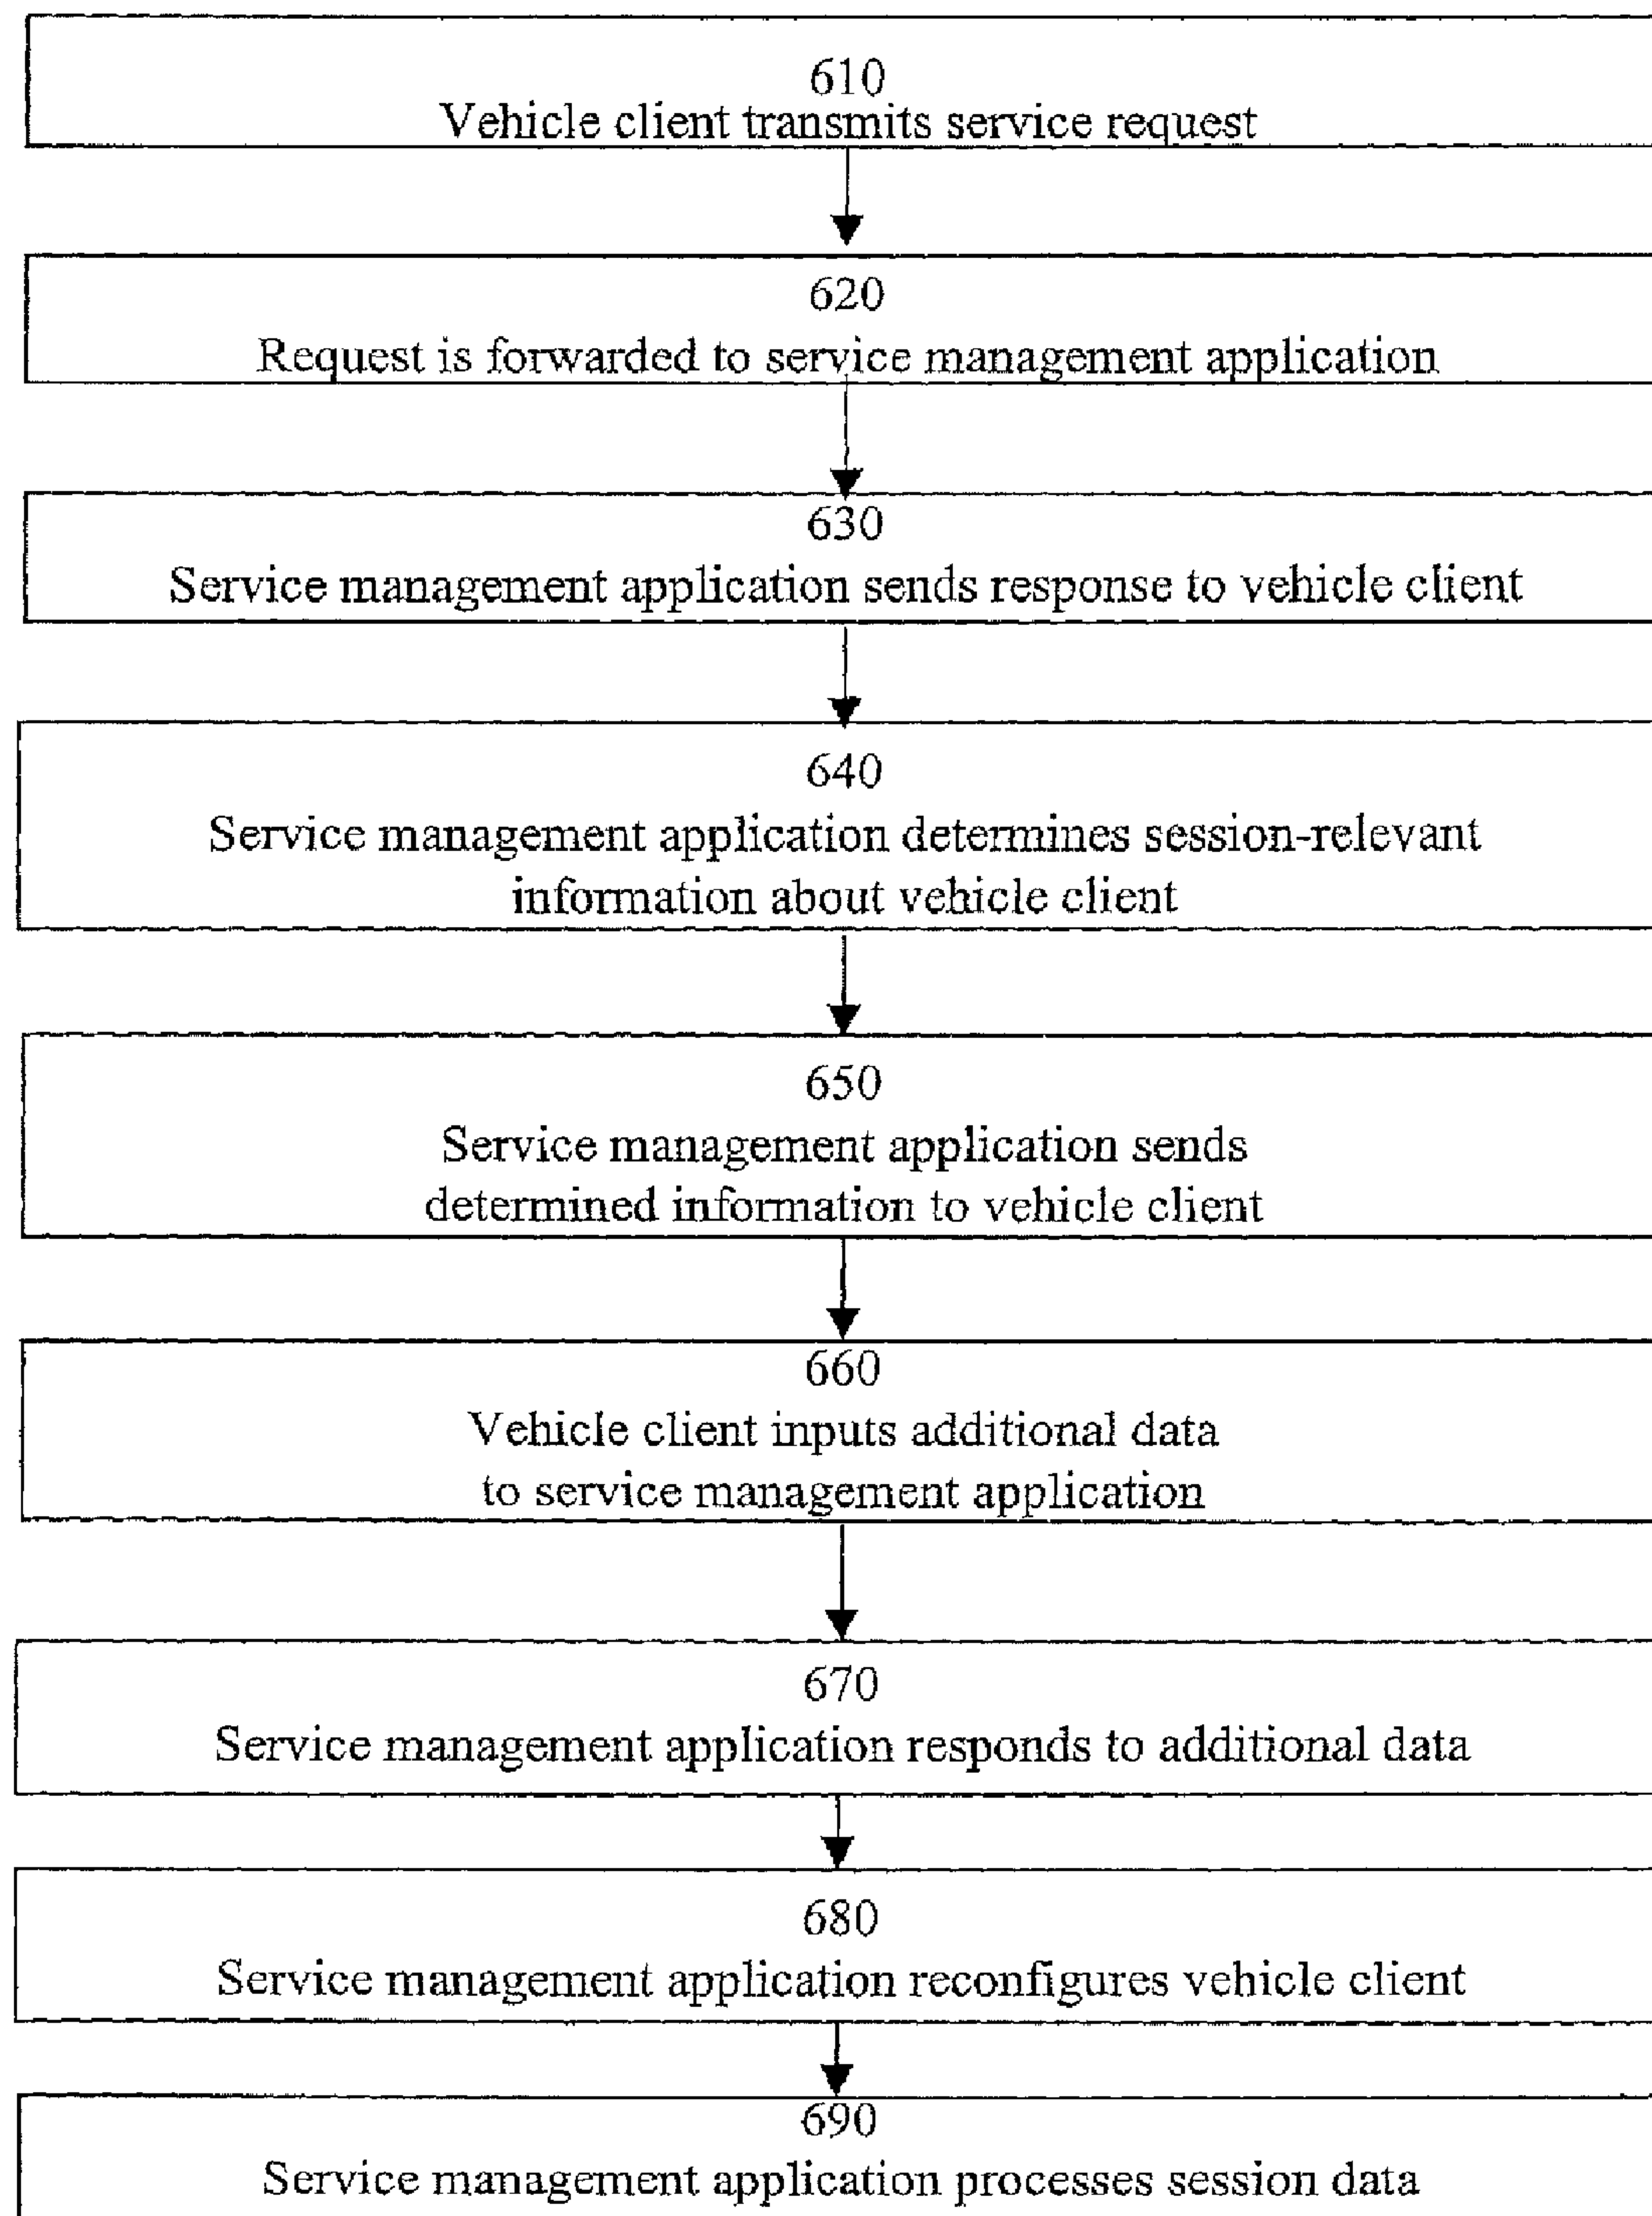 610
Vehicle client transmits service request
620
Request is forwarded to service management application
630
Service management application sends response to vehicle client
640
Service management application determines session-relevant
information about vehicle client
650
Service management application sends
determined information to vehicle client
660
Vehicle client inputs additional data
to service management application
670
Service management application responds to additional data
680
Service management application reconfigures vehicle client
690
Service management application processes session data